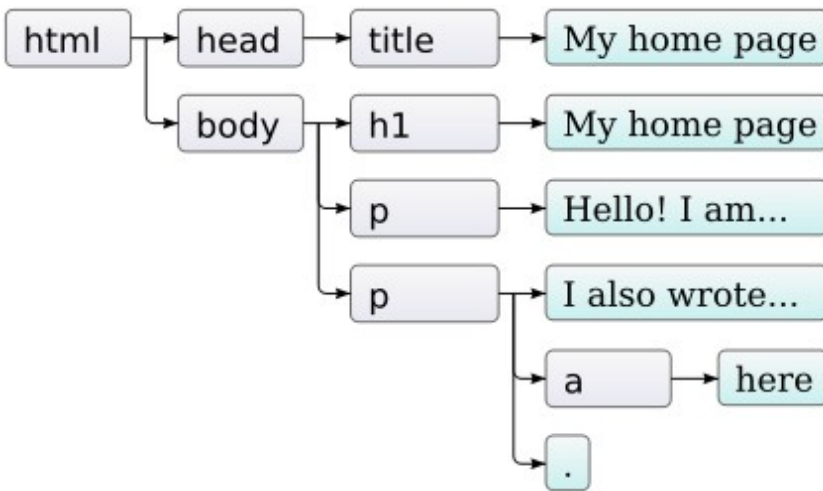 html head title My home page
body h1 My home page
p Hello! I am...
p I also wrote...
a here
.